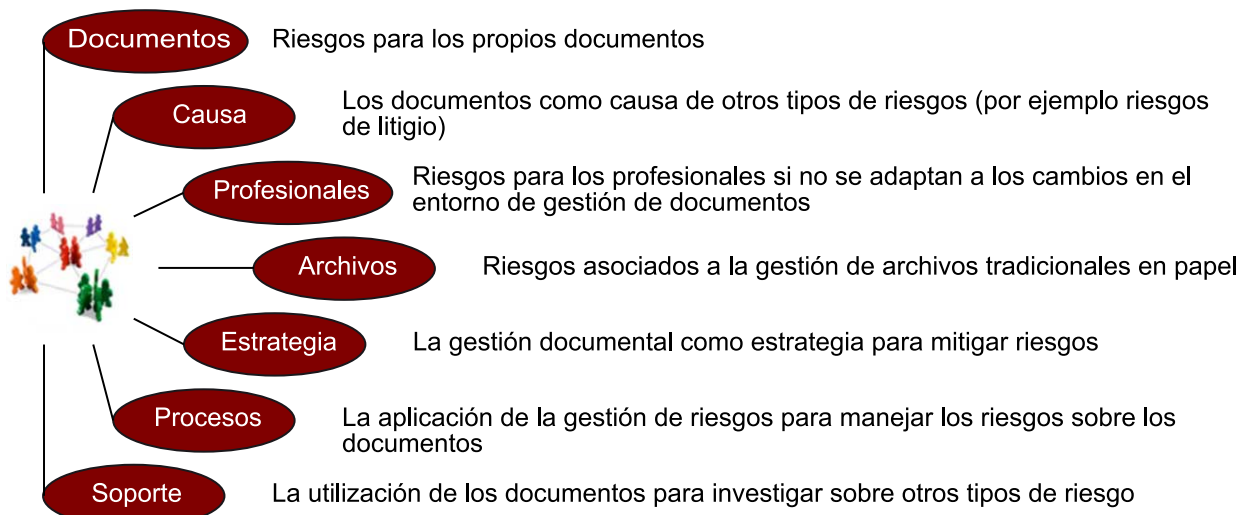 Documentos
Riesgos para los propios documentos
Causa
Los documentos como causa de otros tipos de riesgos (por ejemplo riesgos
de litigio)
Profesionales
Riesgos para los profesionales si no se adaptan a los cambios en el
entorno de gestión de documentos
Archivos
Riesgos asociados a la gestión de archivos tradicionales en papel
Estrategia
La gestión documental como estrategia para mitigar riesgos
Procesos
La aplicación de la gestión de riesgos para manejar los riesgos sobre los
documentos
Soporte
La utilización de los documentos para investigar sobre otros tipos de riesgo